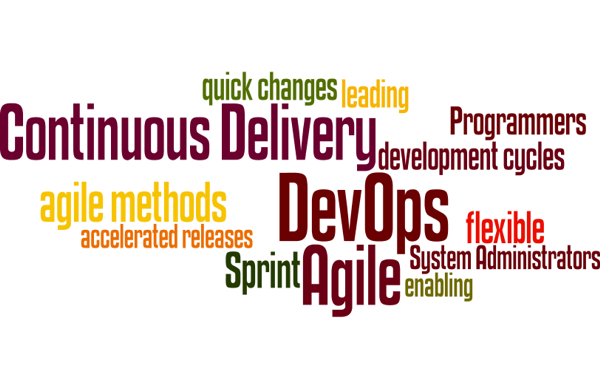 quick changes
leading
Continuous Delivery
Programmers
development cycles
DevOps
agile methods
flexible
accelerated releases
System Administrators
Sprint
Agile
enabling